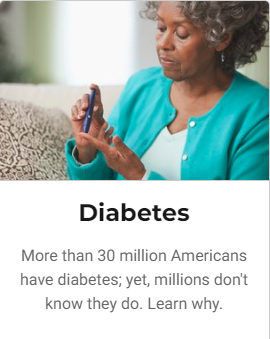 Diabetes
More than 30 million Americans
have diabetes; yet, millions don't
know they do. Learn why.